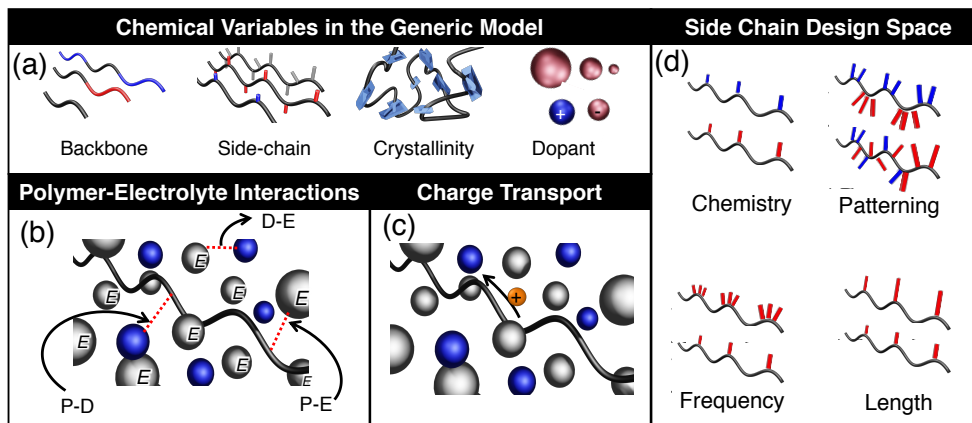 Chemical Variables in the Generic Model
(a)
Backbone
Side-chain
Crystallinity
+
-
Dopant
Polymer-Electrolyte Interactions
(b)
D-E
E
E
E
E
E
E
E
P-D
P-E
Charge Transport
(c)
+
Side Chain Design Space
(d)
Chemistry
Patterning
Frequency
Length